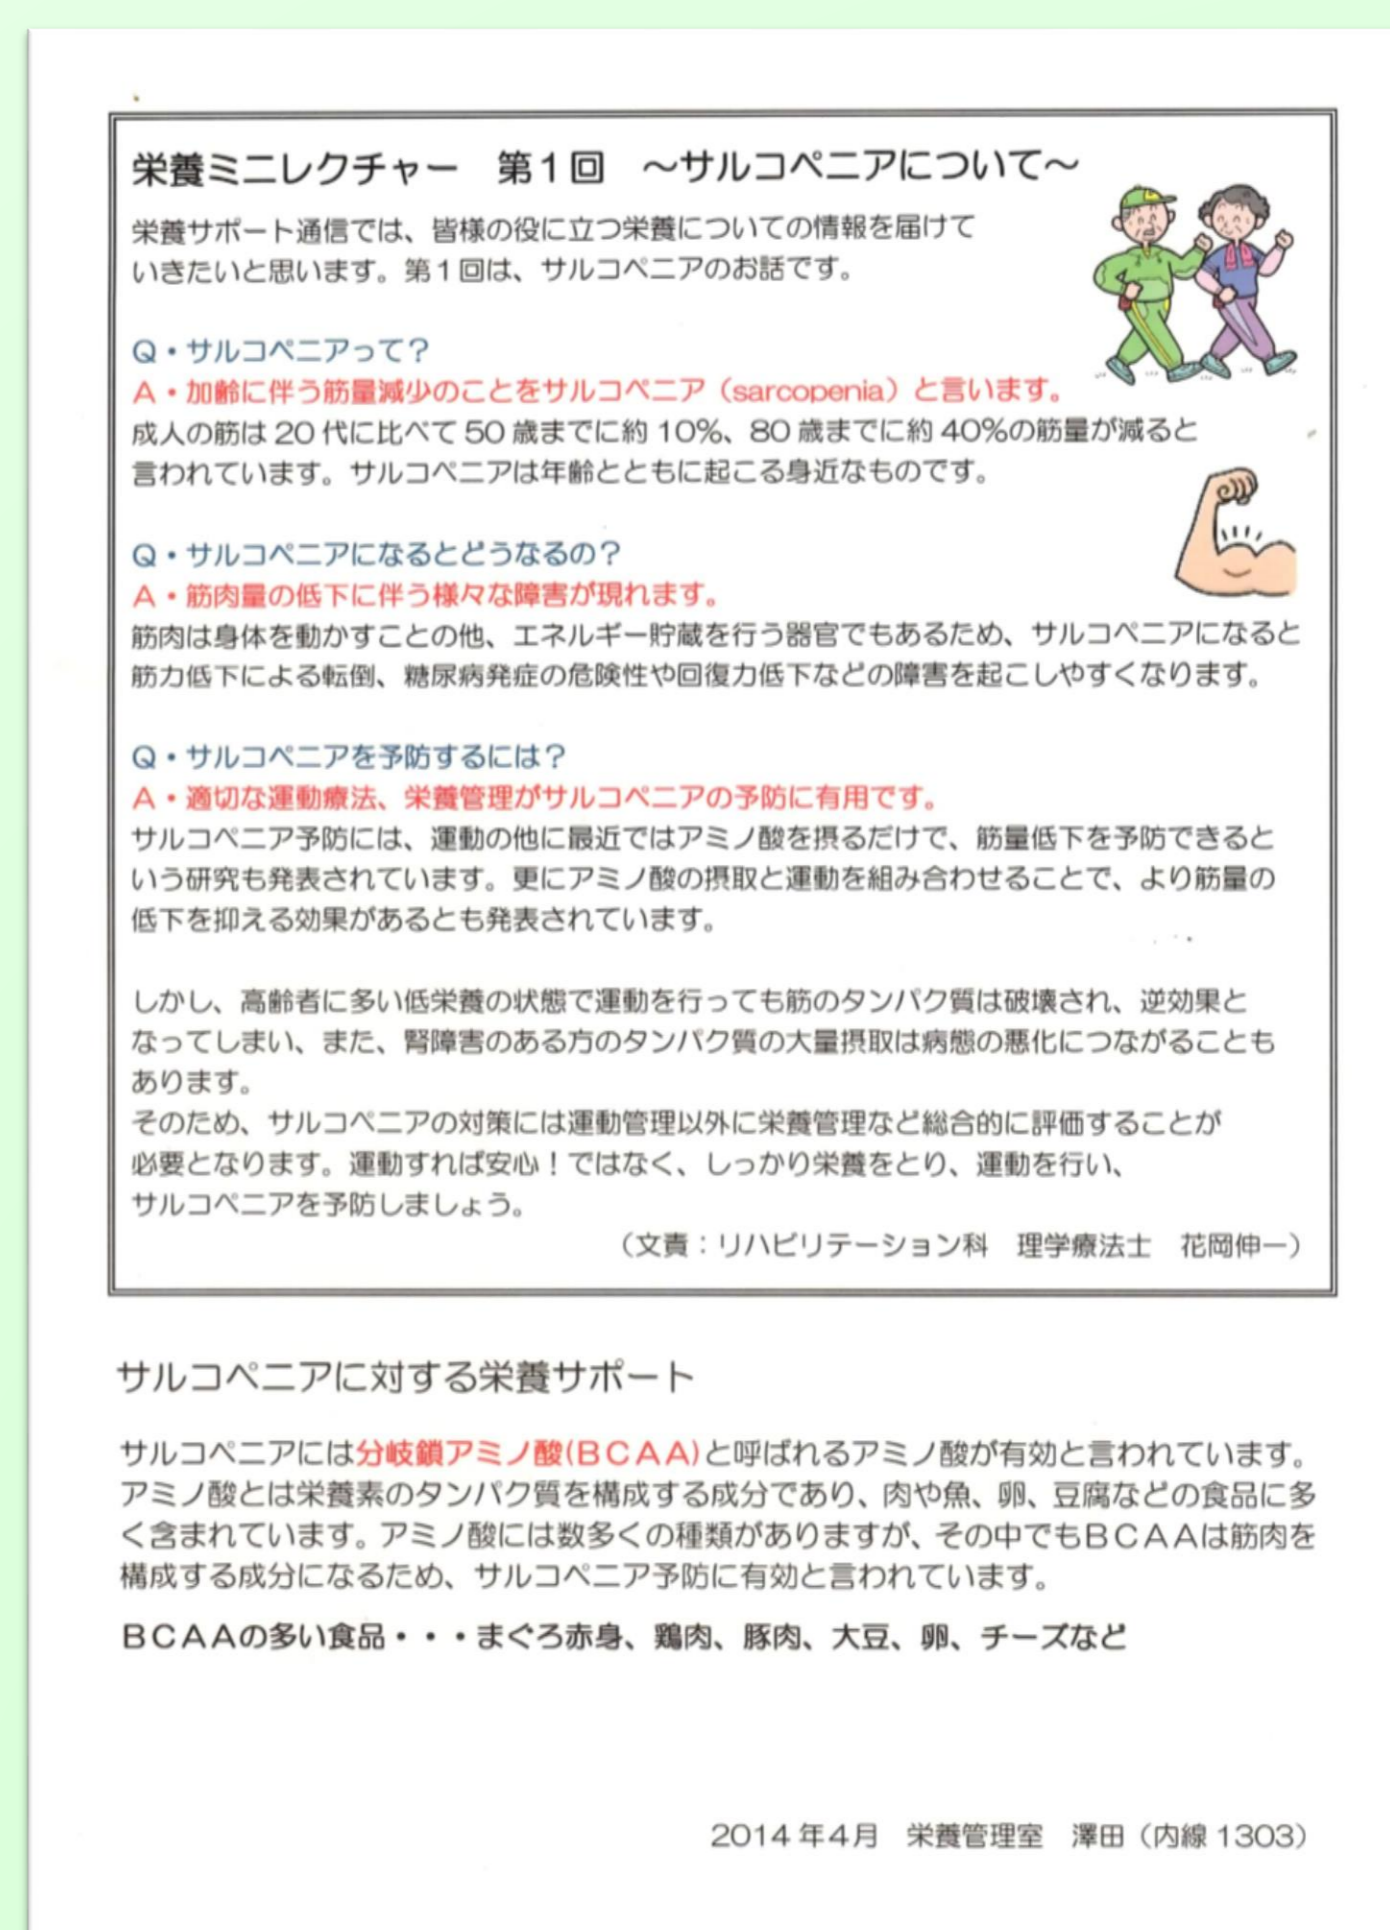 栄養ミニレクチャー　第1回　～サルコペニアについて～
栄養サポート通信では、皆様の役に立つ栄養についての情報を届けて
いきたいと思います。第1回は、サルコペニアのお話です。
Q・サルコペニアって？
A・加齢に伴う筋量減少のことをサルコペニア（sarcopenia）と言います。
成人の筋は20代に比べて50歳までに約10%、80歳までに約40%の筋量が減ると
言われています。サルコペニアは年齢とともに起こる身近なものです。
Q・サルコペニアになるとどうなるの？
A・筋肉量の低下に伴う様々な障害が現れます。
筋肉は身体を動かすことの他、エネルギー貯蔵を行う器官でもあるため、サルコペニアになると
筋力低下による転倒、糖尿病発症の危険性や回復力低下などの障害を起こしやすくなります。
Q・サルコペニアを予防するには？
A・適切な運動療法、栄養管理がサルコペニアの予防に有用です。
サルコペニア予防には、運動の他に最近ではアミノ酸を摂るだけで、筋量低下を予防できると
いう研究も発表されています。更にアミノ酸の摂取と運動を組み合わせることで、より筋量の
低下を抑える効果があるとも発表されています。
しかし、高齢者に多い低栄養の状態で運動を行っても筋のタンパク質は破壊され、逆効果と
なってしまい、また、腎障害のある方のタンパク質の大量摂取は病態の悪化につながることも
あります。
そのため、サルコペニアの対策には運動管理以外に栄養管理など総合的に評価することが
必要となります。運動すれば安心！ではなく、しっかり栄養をとり、運動を行い、
サルコペニアを予防しましょう。
（文責：リハビリテーション科　理学療法士　花岡伸一）
サルコペニアに対する栄養サポート
サルコペニアには分岐鎖アミノ酸(ＢＣＡＡ)と呼ばれるアミノ酸が有効と言われています。
アミノ酸とは栄養素のタンパク質を構成する成分であり、肉や魚、卵、豆腐などの食品に多
く含まれています。アミノ酸には数多くの種類がありますが、その中でもＢＣＡＡは筋肉を
構成する成分になるため、サルコペニア予防に有効と言われています。
ＢＣＡＡの多い食品・・・まぐろ赤身、鶏肉、豚肉、大豆、卵、チーズなど
2014年4月　栄養管理室　澤田（内線1303）